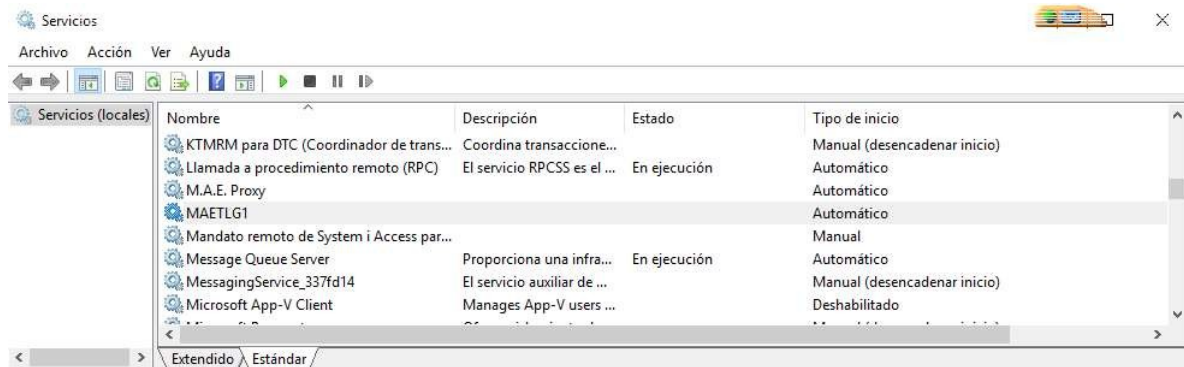 Servicios
Archivo Acción Ver Ayuda
Servicios (locales)
Nombre Descripción Estado Tipo de inicio
KTMRM para DTC (Coordinador de trans... Coordina transaccione... Manual (desencadenar inicio)
Llamada a procedimiento remoto (RPC) El servicio RPCSS es el ... En ejecución Automático
M.A.E. Proxy Automático
MAETLG1 Automático
Mandato remoto de System i Access par... Manual
Message Queue Server Proporciona una infra... En ejecución Automático
MessagingService_337fd14 El servicio auxiliar de ... Manual (desencadenar inicio)
Microsoft App-V Client Manages App-V users ... Deshabilitado
Extendido Estándar